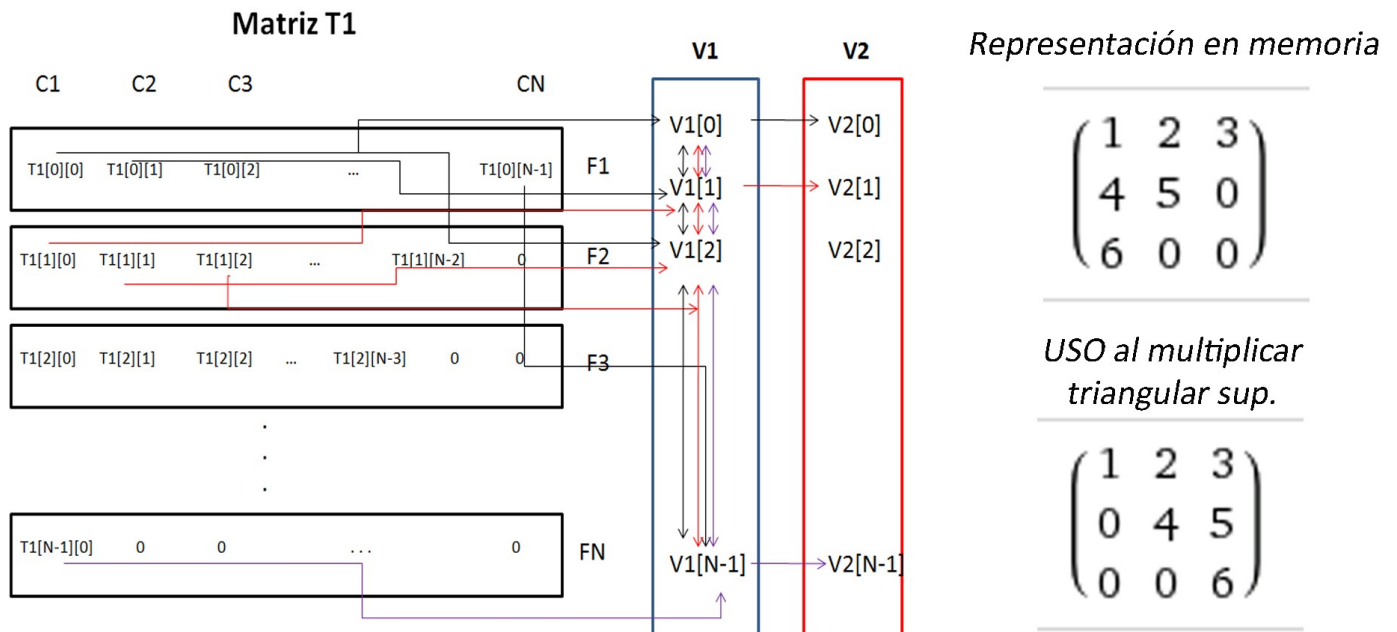 Matriz T1
C1 C2 C3 CN
T1[0][0] T1[0][1] T1[0][2] ... T1[0][N-1] F1
T1[1][0] T1[1][1] T1[1][2] ... T1[1][N-2] 0 F2
T1[2][0] T1[2][1] T1[2][2] ... T1[2][N-3] 0 0 F3
.
.
.
T1[N-1][0] 0 0 ... 0 FN
V1
V1[0]
V1[1]
V1[2]
V1[N-1]
V2
V2[0]
V2[1]
V2[2]
V2[N-1]
Representación en memoria
1 2 3
4 5 0
6 0 0
USO al multiplicar
triangular sup.
1 2 3
0 4 5
0 0 6